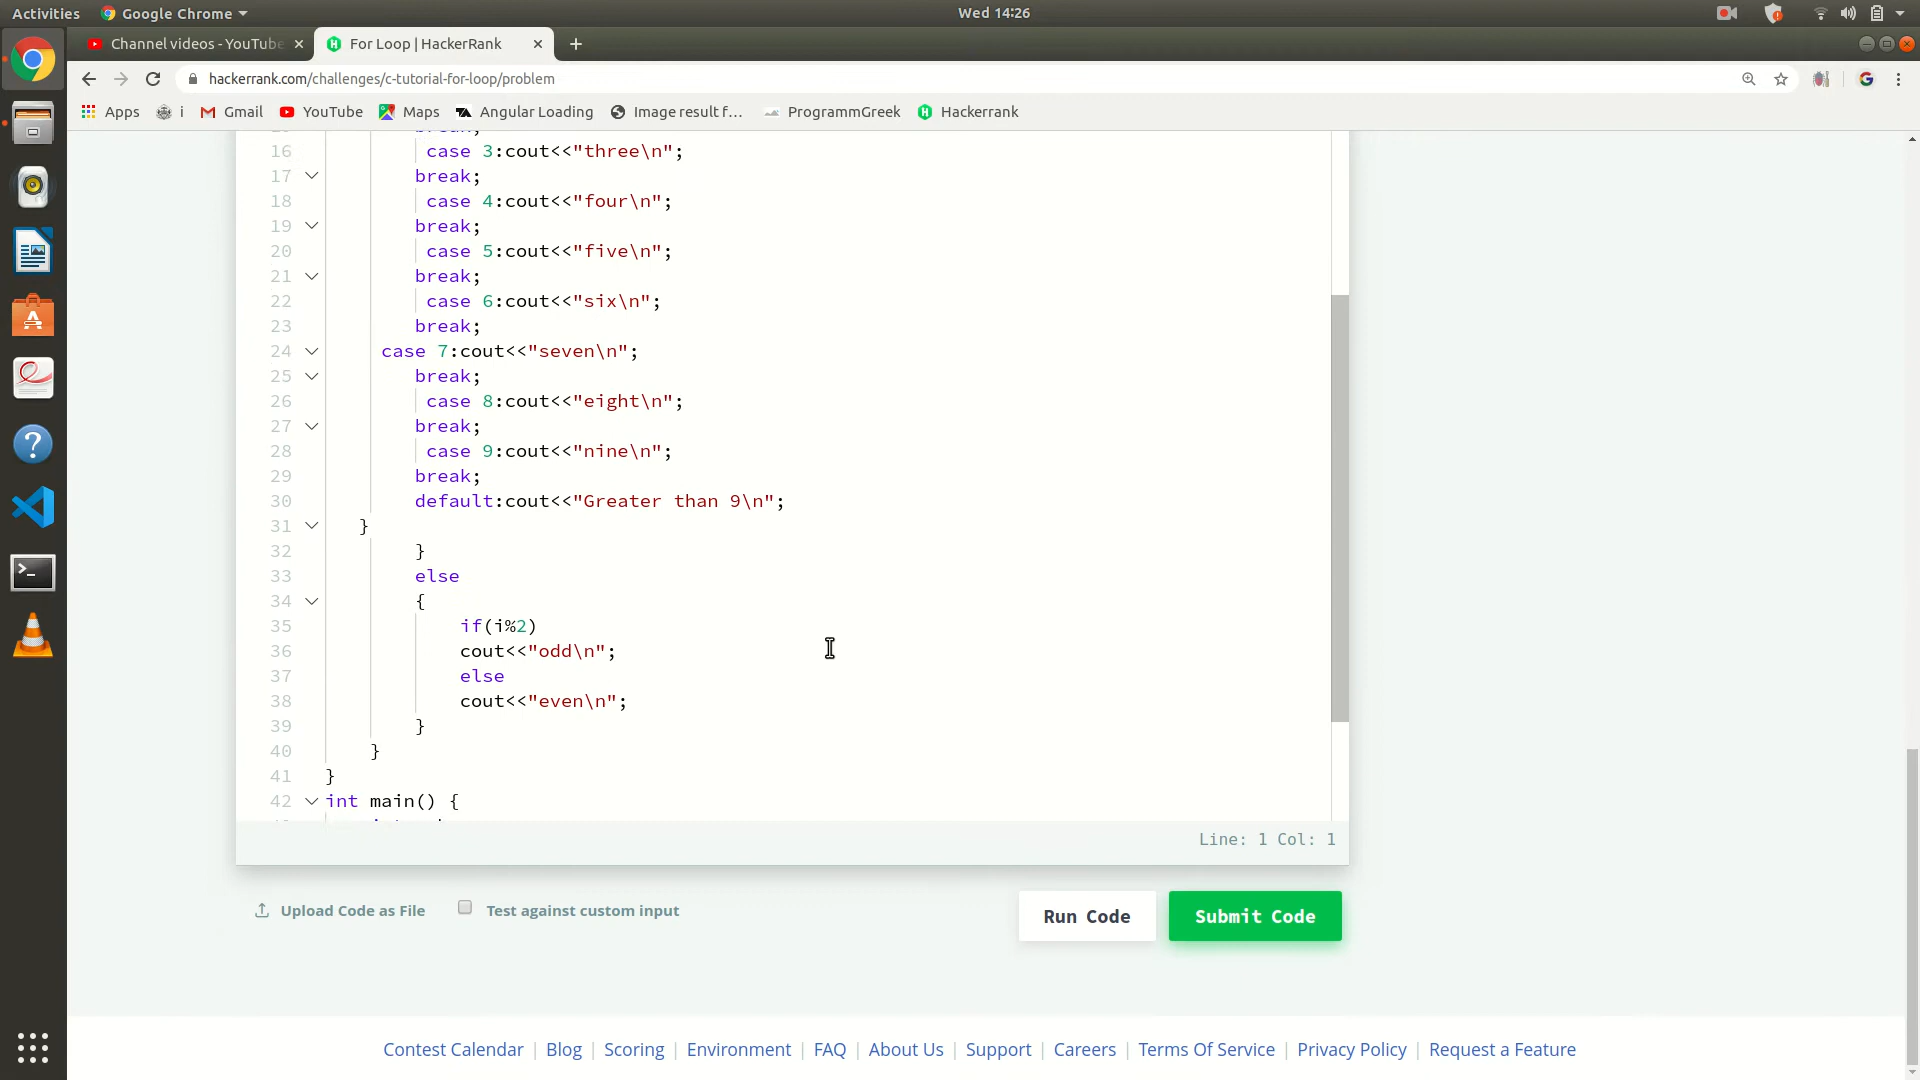 Activities
Google Chrome
Wed 14:26
Channel videos - YouTube
For Loop | HackerRank
hackerrank.com/challenges/c-tutorial-for-loop/problem
Apps
i
Gmail
YouTube
Maps
Angular Loading
Image result f...
ProgrammGreek
Hackerrank
16 case 3:cout<<"three\n";
17 break;
18 case 4:cout<<"four\n";
19 break;
20 case 5:cout<<"five\n";
21 break;
22 case 6:cout<<"six\n";
23 break;
24 case 7:cout<<"seven\n";
25 break;
26 case 8:cout<<"eight\n";
27 break;
28 case 9:cout<<"nine\n";
29 break;
30 default:cout<<"Greater than 9\n";
31 }
32 }
33 else
34 {
35 if(i%2)
36 cout<<"odd\n";
37 else
38 cout<<"even\n";
39 }
40 }
41 }
42 int main() {
Line: 1 Col: 1
Upload Code as File
Test against custom input
Run Code
Submit Code
Contest Calendar | Blog | Scoring | Environment | FAQ | About Us | Support | Careers | Terms Of Service | Privacy Policy | Request a Feature